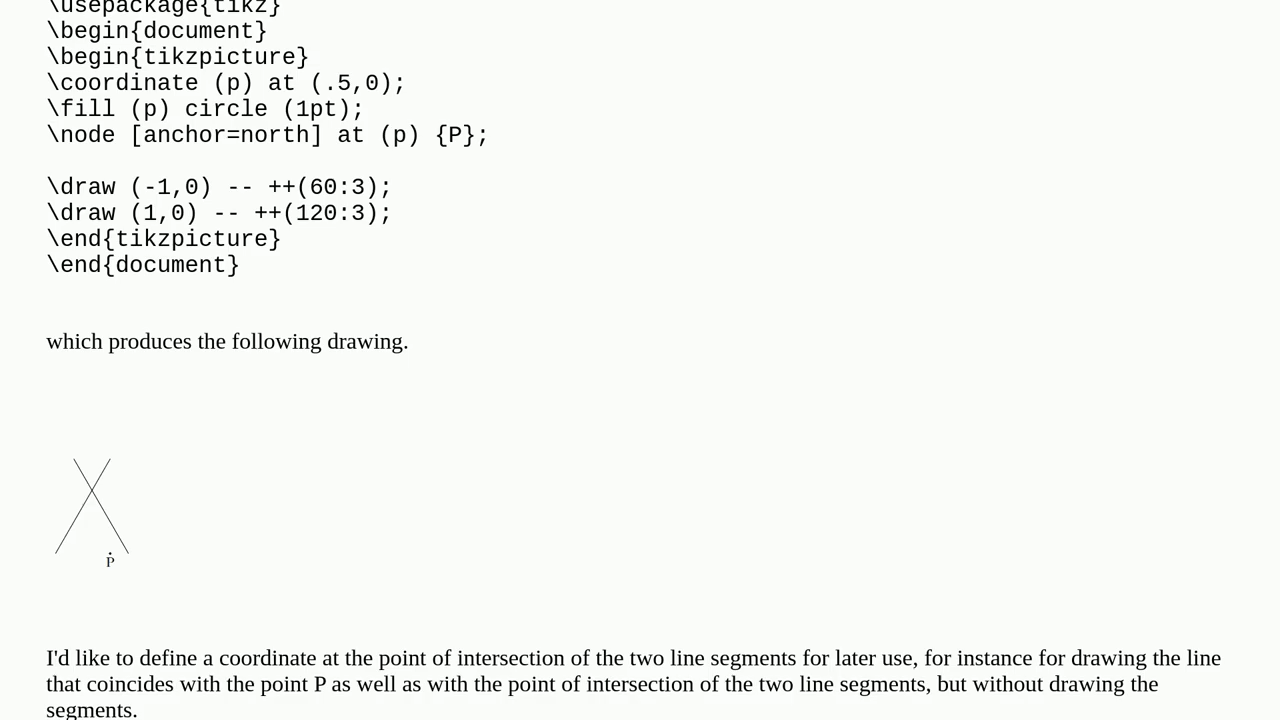 \usepackage{tikz}
\begin{document}
\begin{tikzpicture}
\coordinate (p) at (.5,0);
\fill (p) circle (1pt);
\node [anchor=north] at (p) {P};
\draw (-1,0) -- ++(60:3);
\draw (1,0) -- ++(120:3);
\end{tikzpicture}
\end{document}
which produces the following drawing.
P
I'd like to define a coordinate at the point of intersection of the two line segments for later use, for instance for drawing the line
that coincides with the point P as well as with the point of intersection of the two line segments, but without drawing the
segments.